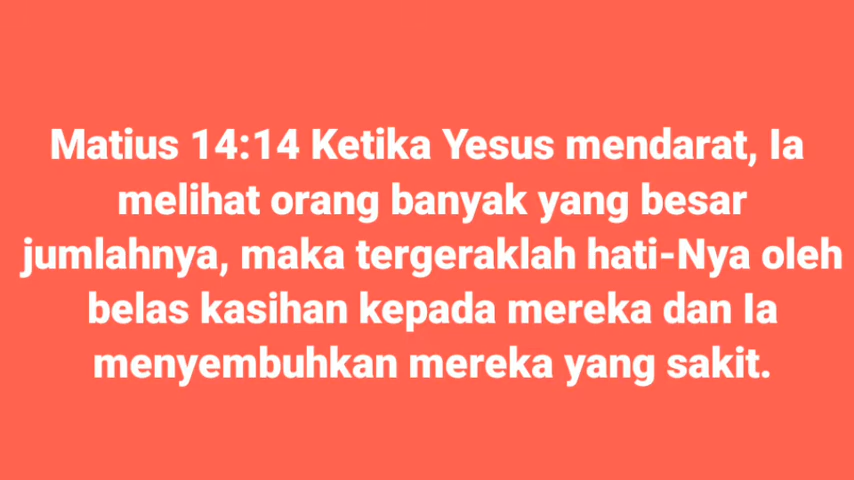 Matius 14:14 Ketika Yesus mendarat, Ia
melihat orang banyak yang besar
jumlahnya, maka tergeraklah hati-Nya oleh
belas kasihan kepada mereka dan Ia
menyembuhkan mereka yang sakit.